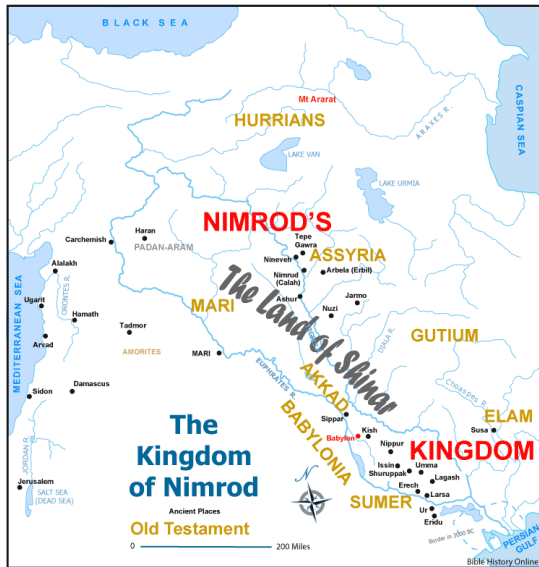 BLACK SEA
CASPIAN SEA
Mt Ararat
HURRIANS
ARAXES R.
LAKE VAN
LAKE URMIA
NIMROD'S
Haran
Carchemish
PADAN-ARAM
Tepe
Gawra
Nineveh
ASSYRIA
Nimrud
(Calah)
Arbela (Erbil)
Alalakh
ORONTES R.
MEDITERRANEAN SEA
Ugarit
Hamath
Arvad
MARI
Ashur
Jarmo
Nuzi
The Land of Shinar
Tadmor
AMORITES
MARI
DIALA R.
GUTIUM
EUPHRATES R.
AKKAD
Choaspes R.
Damascus
Sidon
Sippar
ELAM
Susa
BABYLONIA
Babylon
Kish
KINGDOM
Nippur
Issin
Umma
Shuruppak
Lagash
Erech
Larsa
SUMER
Ur
Eridu
JORDAN R.
Jerusalem
SALT SEA
(DEAD SEA)
The
Kingdom
of Nimrod
Ancient Places
Old Testament
N
0 200 Miles
Border in 2000 BC
PERSIAN
GULF
Bible History Online